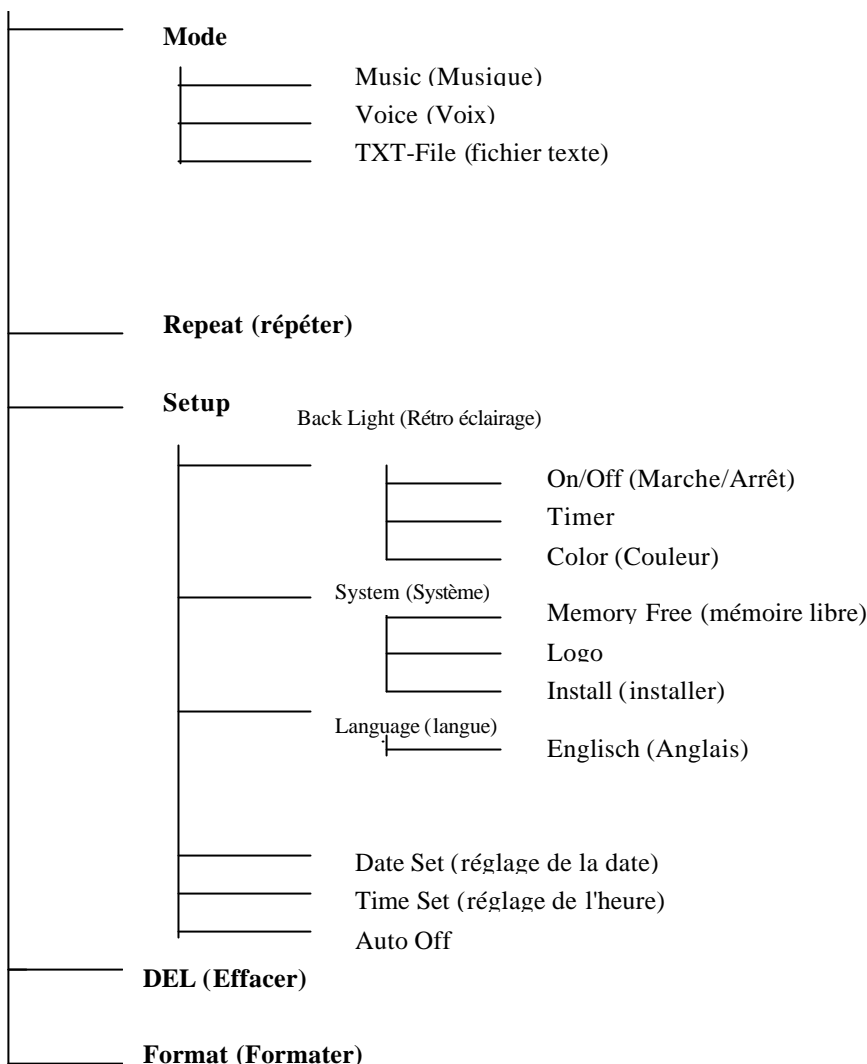 Mode
Music (Musique)
Voice (Voix)
TXT-File (fichier texte)
Repeat (répéter)
Setup
Back Light (Rétro éclairage)
On/Off (Marche/Arrêt)
Timer
Color (Couleur)
System (Système)
Memory Free (mémoire libre)
Logo
Install (installer)
Language (langue)
Englisch (Anglais)
Date Set (réglage de la date)
Time Set (réglage de l'heure)
Auto Off
DEL (Effacer)
Format (Formater)